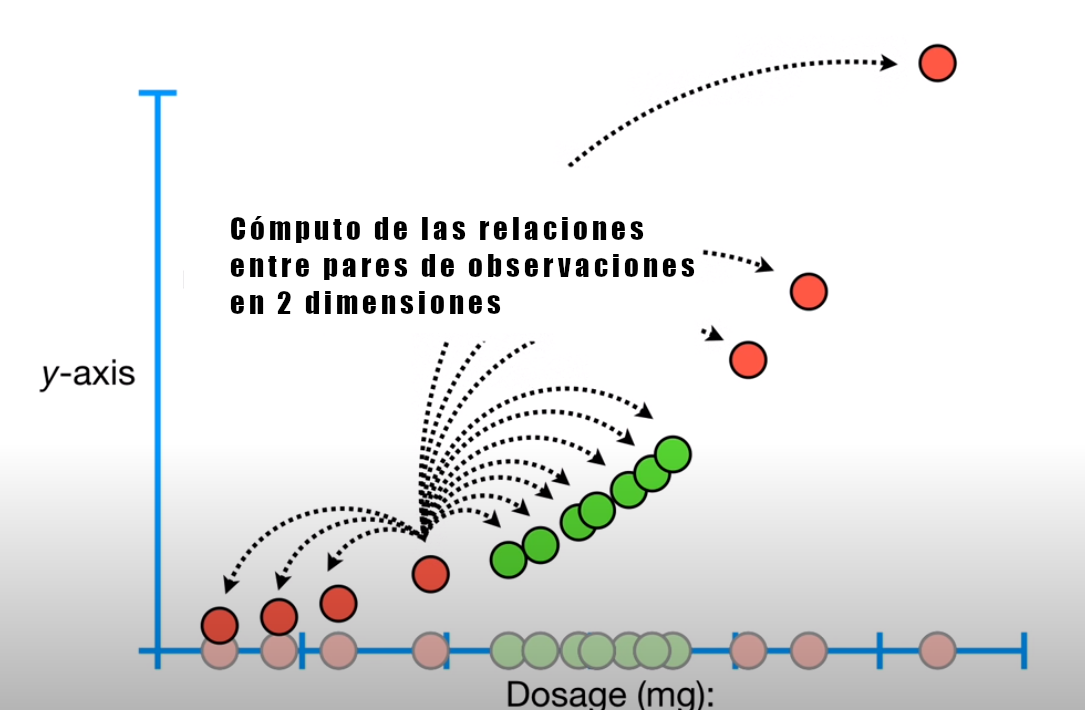 Cómputo de las relaciones
entre pares de observaciones
en 2 dimensiones
y-axis
Dosage (mg):